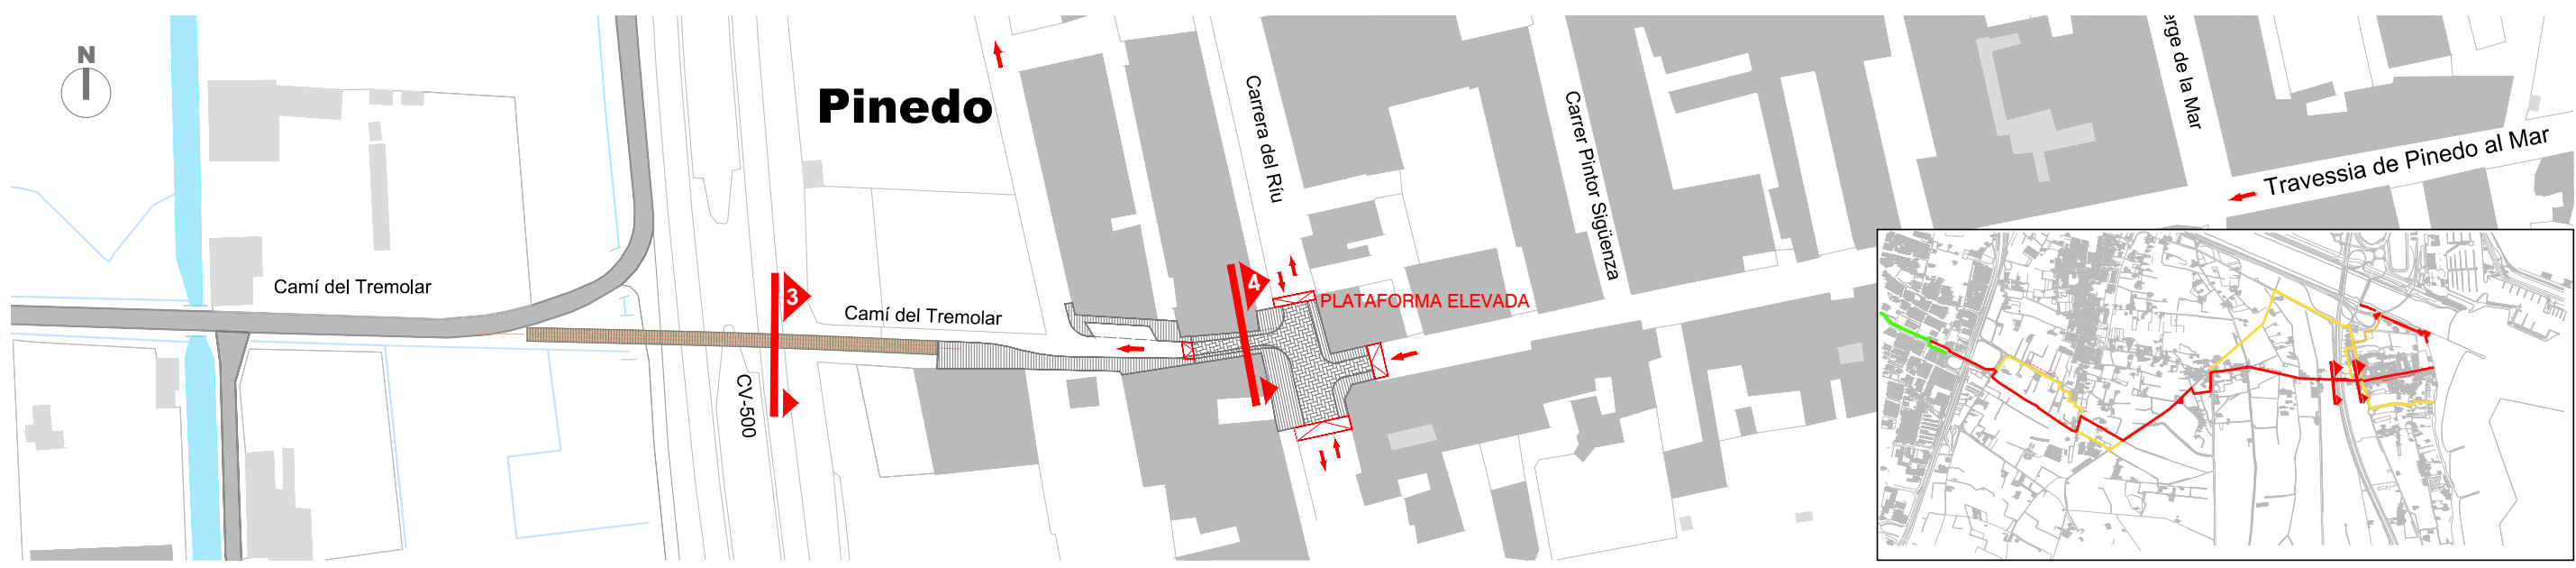 N
Pinedo
Carrera del Ríu
Carrer Pintor Sigüenza
erge de la Mar
Travessia de Pinedo al Mar
Camí del Tremolar
3
4
PLATAFORMA ELEVADA
Camí del Tremolar
CV-500